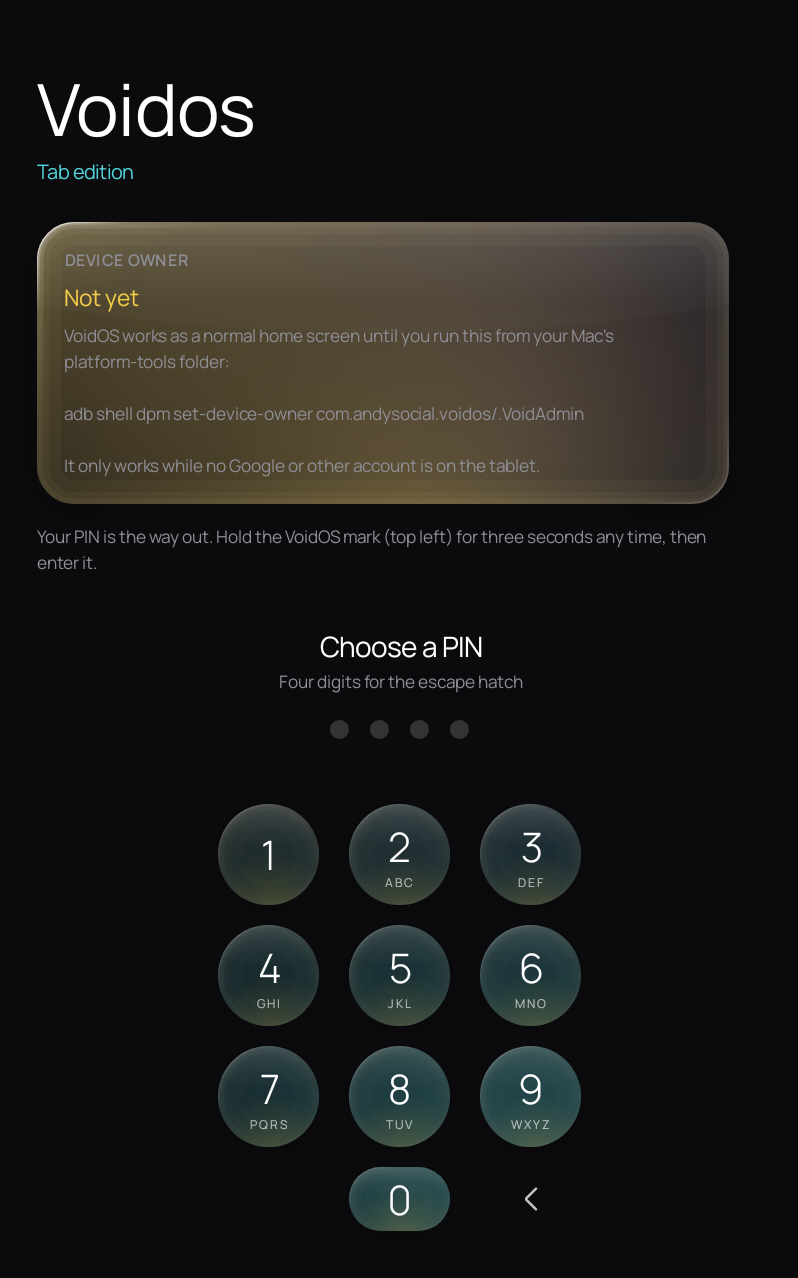 Voidos
Tab edition
DEVICE OWNER
Not yet
VoidOS works as a normal home screen until you run this from your Mac's
platform-tools folder:
adb shell dpm set-device-owner com.andysocial.voidos/.VoidAdmin
It only works while no Google or other account is on the tablet.
Your PIN is the way out. Hold the VoidOS mark (top left) for three seconds any time, then
enter it.
Choose a PIN
Four digits for the escape hatch
1 2 3
ABC DEF
4 5 6
GHI JKL MNO
7 8 9
PQRS TUV WXYZ
0